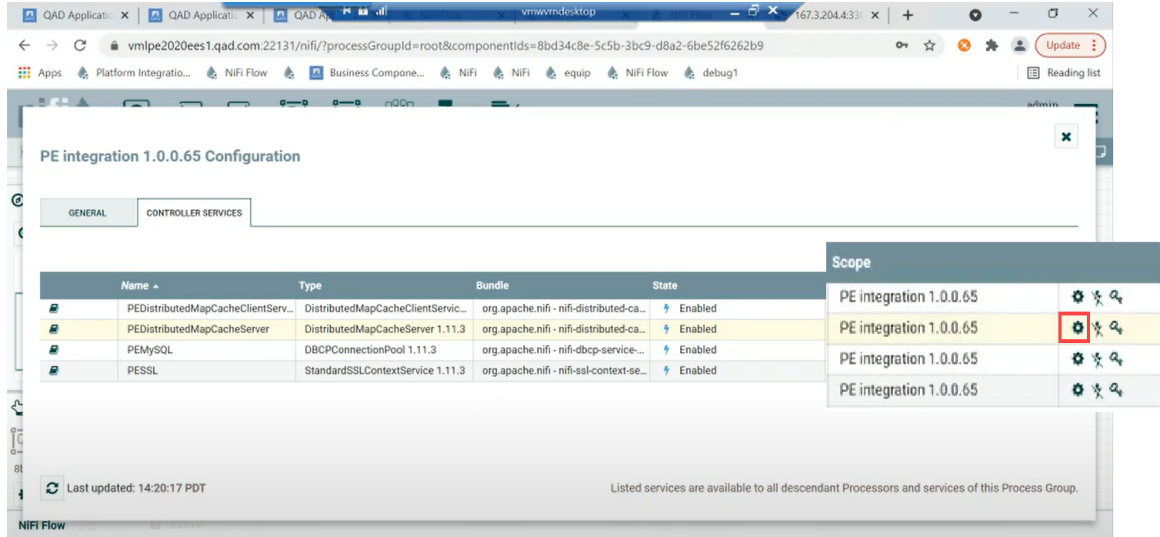 QAD Applicatio
QAD Applicatio
QAD Ap
vmwvrndesktop
167.3.204.4:33
vmlpe2020ees1.qad.com:22131/nifi/?processGroupId=root&componentIds=8bd34c8e-5c5b-3bc9-d8a2-6be52f6262b9
Update
Apps
Platform Integratio...
NiFi Flow
Business Compone...
NiFi
NiFi
equip
NiFi Flow
debug1
Reading list
admin
PE integration 1.0.0.65 Configuration
GENERAL
CONTROLLER SERVICES
Name Type Bundle State
PEDistributedMapCacheClientServ... DistributedMapCacheClientServic... org.apache.nifi - nifi-distributed-ca... Enabled
PEDistributedMapCacheServer DistributedMapCacheServer 1.11.3 org.apache.nifi - nifi-distributed-ca... Enabled
PEMySQL DBCPConnectionPool 1.11.3 org.apache.nifi - nifi-dbcp-service-... Enabled
PESSL StandardSSLContextService 1.11.3 org.apache.nifi - nifi-ssl-context-se... Enabled
Scope
PE integration 1.0.0.65
PE integration 1.0.0.65
PE integration 1.0.0.65
PE integration 1.0.0.65
Last updated: 14:20:17 PDT
Listed services are available to all descendant Processors and services of this Process Group.
NiFi Flow